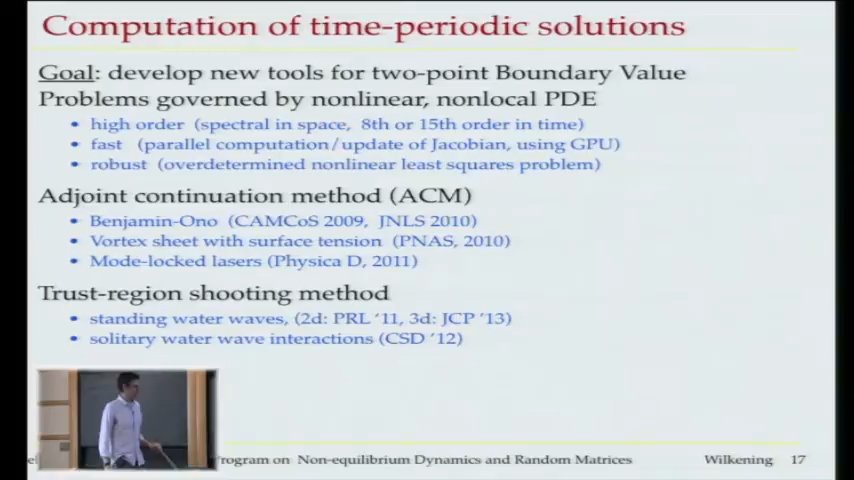 Computation of time-periodic solutions
Goal: develop new tools for two-point Boundary Value
Problems governed by nonlinear, nonlocal PDE
• high order (spectral in space, 8th or 15th order in time)
• fast (parallel computation/update of Jacobian, using GPU)
• robust (overdetermined nonlinear least squares problem)
Adjoint continuation method (ACM)
• Benjamin-Ono (CAMCoS 2009, JNLS 2010)
• Vortex sheet with surface tension (PNAS, 2010)
• Mode-locked lasers (Physica D, 2011)
Trust-region shooting method
• standing water waves, (2d: PRL '11, 3d: JCP '13)
• solitary water wave interactions (CSD '12)
Program on Non-equilibrium Dynamics and Random Matrices Wilkening 17